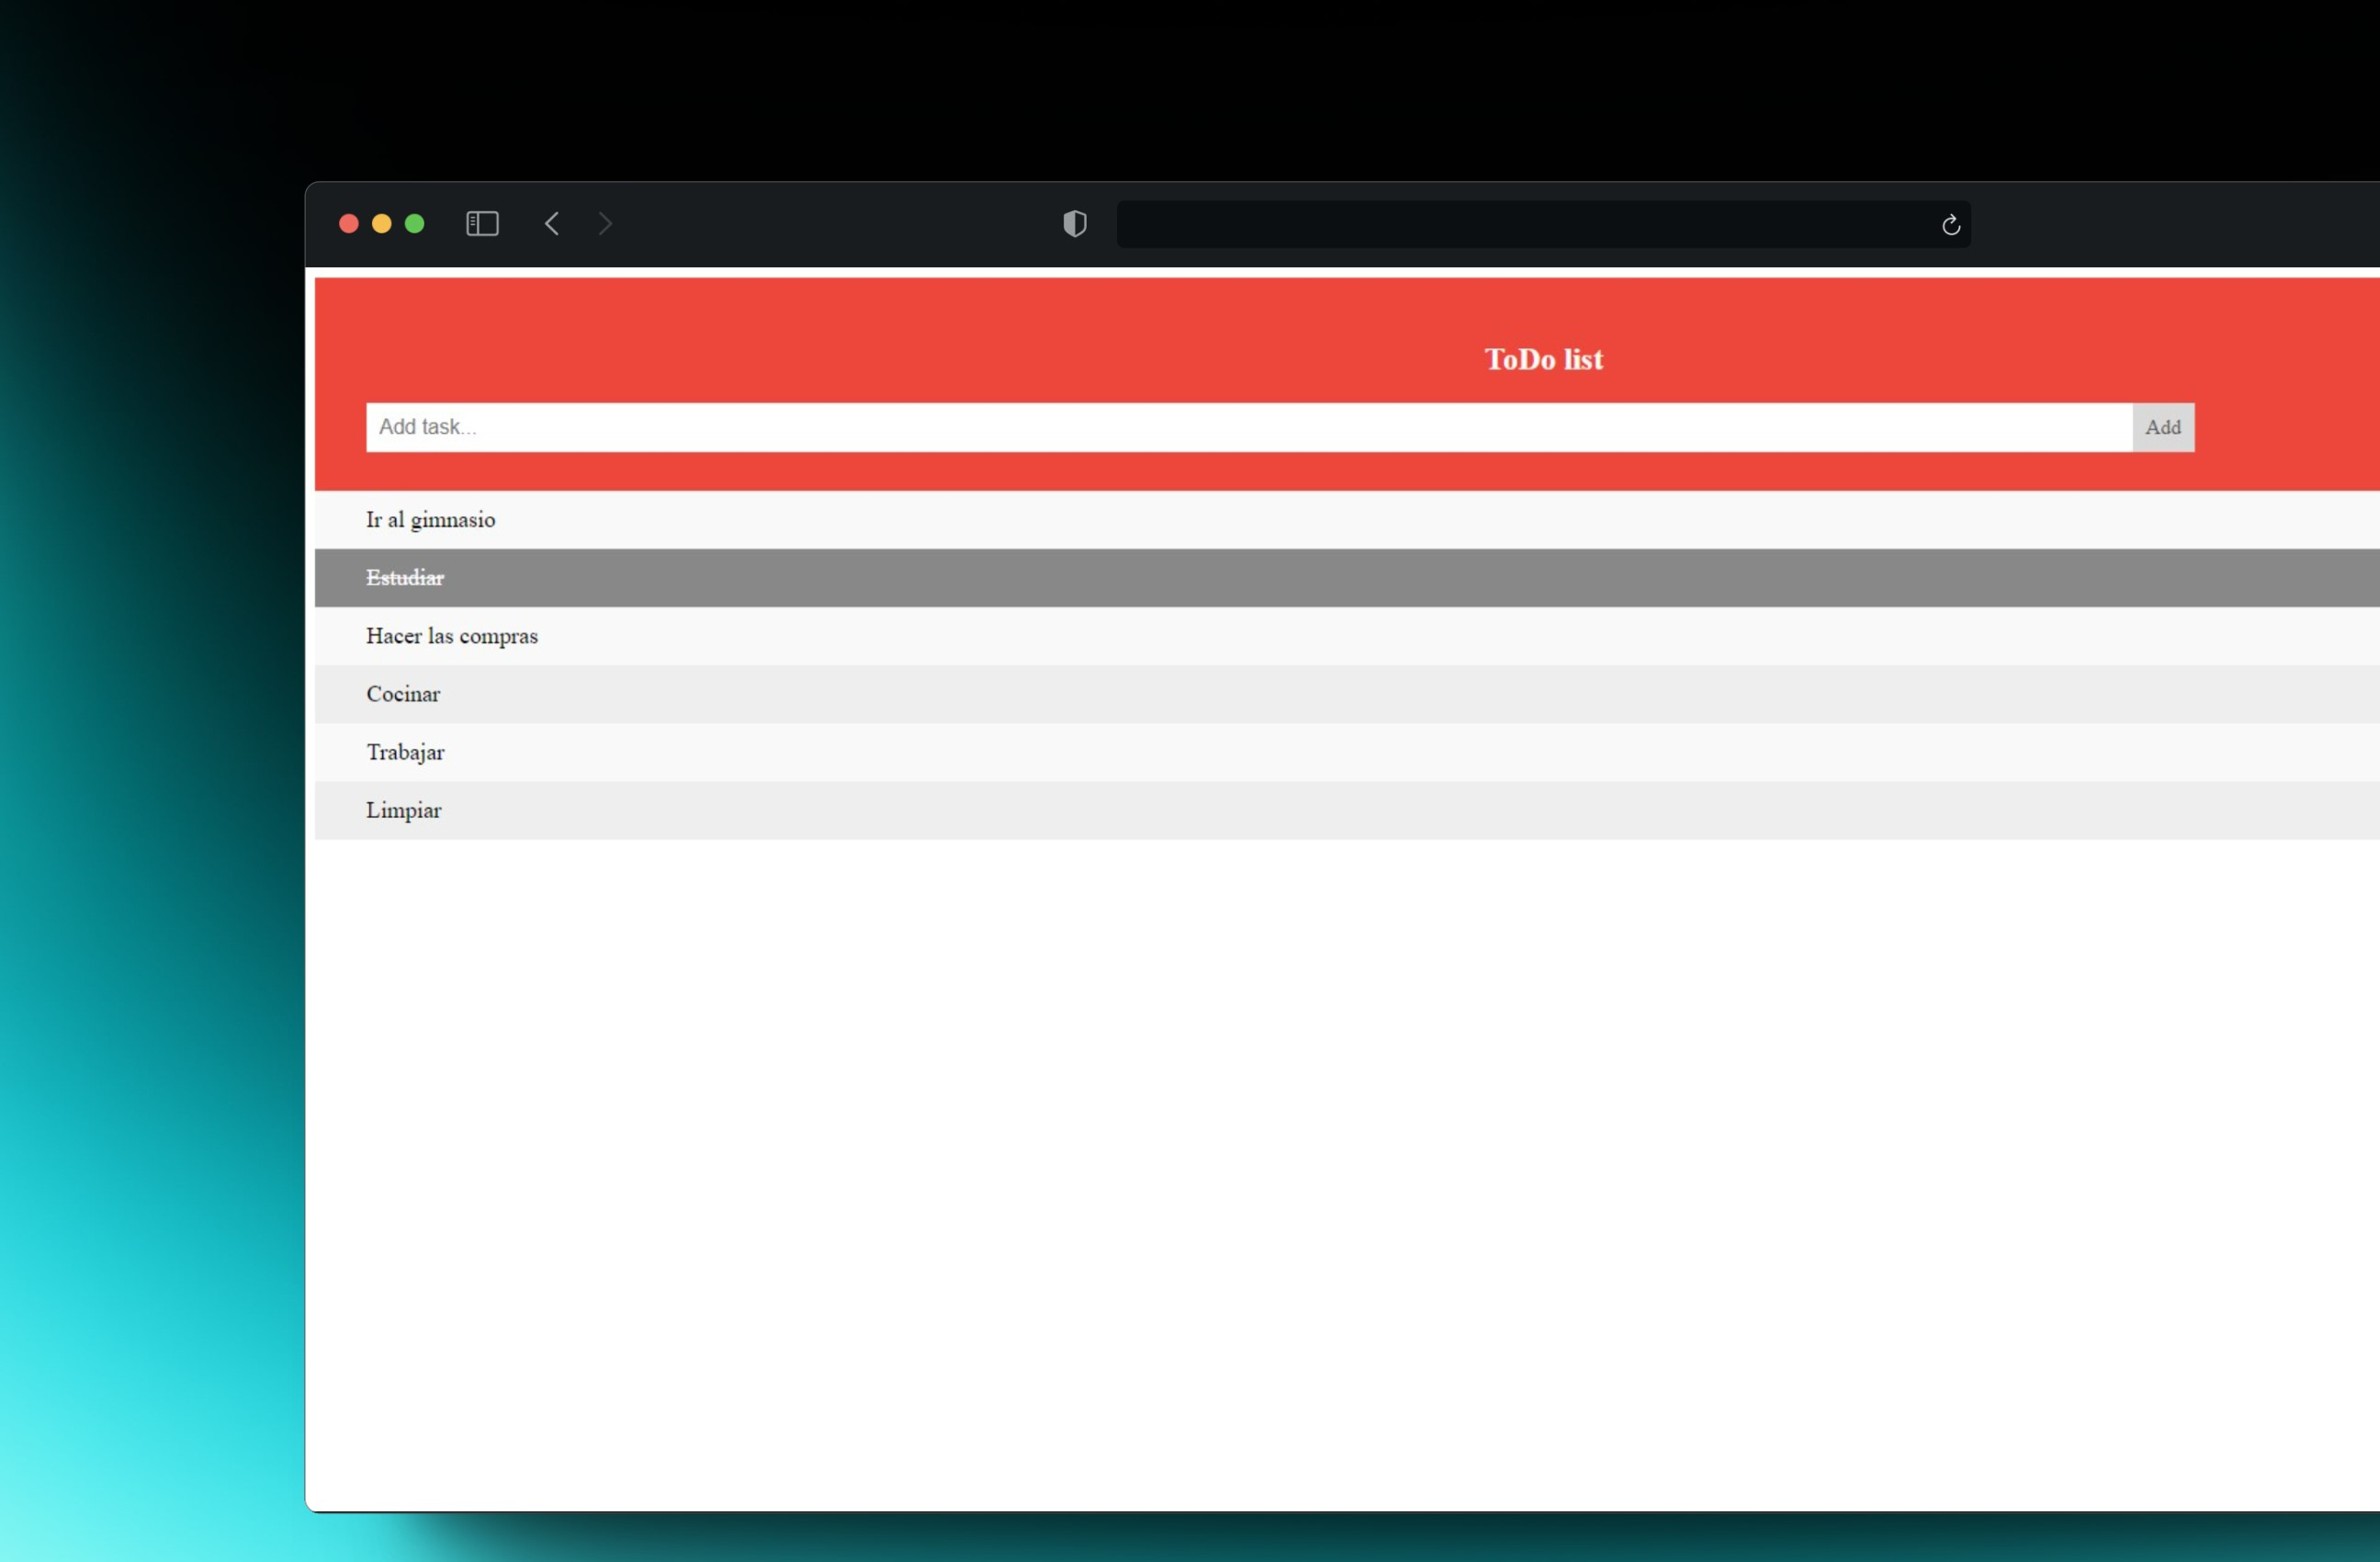 ToDo list
Add task...
Add
Ir al gimnasio
Estudiar
Hacer las compras
Cocinar
Trabajar
Limpiar